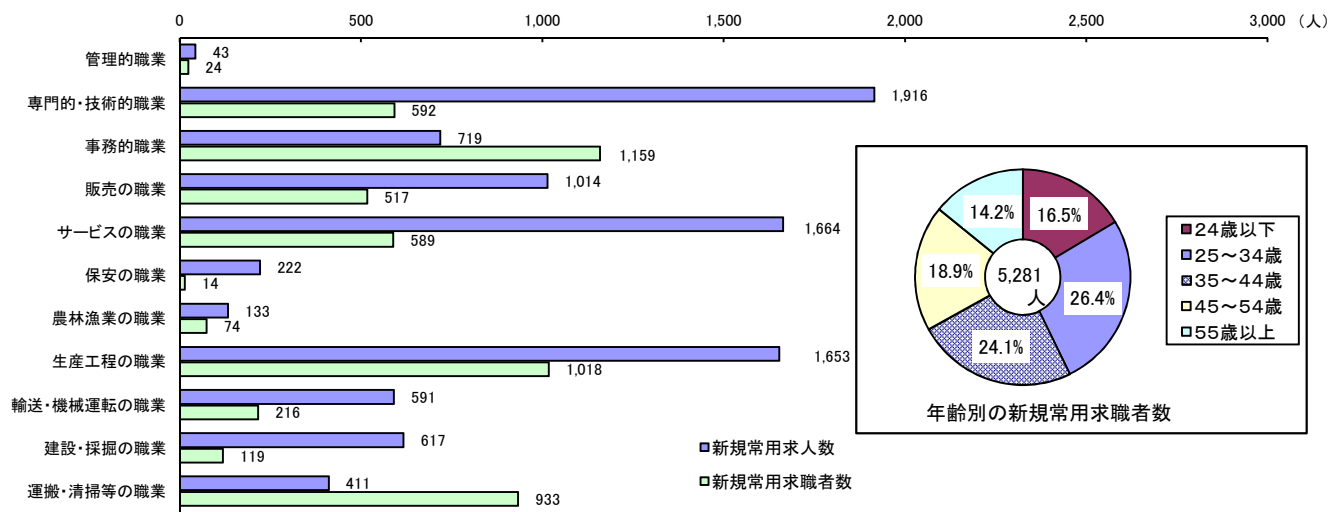 0 500 1,000 1,500 2,000 2,500 3,000 （人）
管理的職業 43
24
専門的・技術的職業 1,916
592
事務的職業 719
1,159
販売の職業 1,014
517
サービスの職業 1,664
589
保安の職業 222
14
農林漁業の職業 133
74
生産工程の職業 1,653
1,018
輸送・機械運転の職業 591
216
建設・採掘の職業 617
119
運搬・清掃等の職業 411
933
新規常用求人数
新規常用求職者数
14.2% 16.5%
18.9% 26.4%
24.1%
5,281
人
24歳以下
25～34歳
35～44歳
45～54歳
55歳以上
年齢別の新規常用求職者数